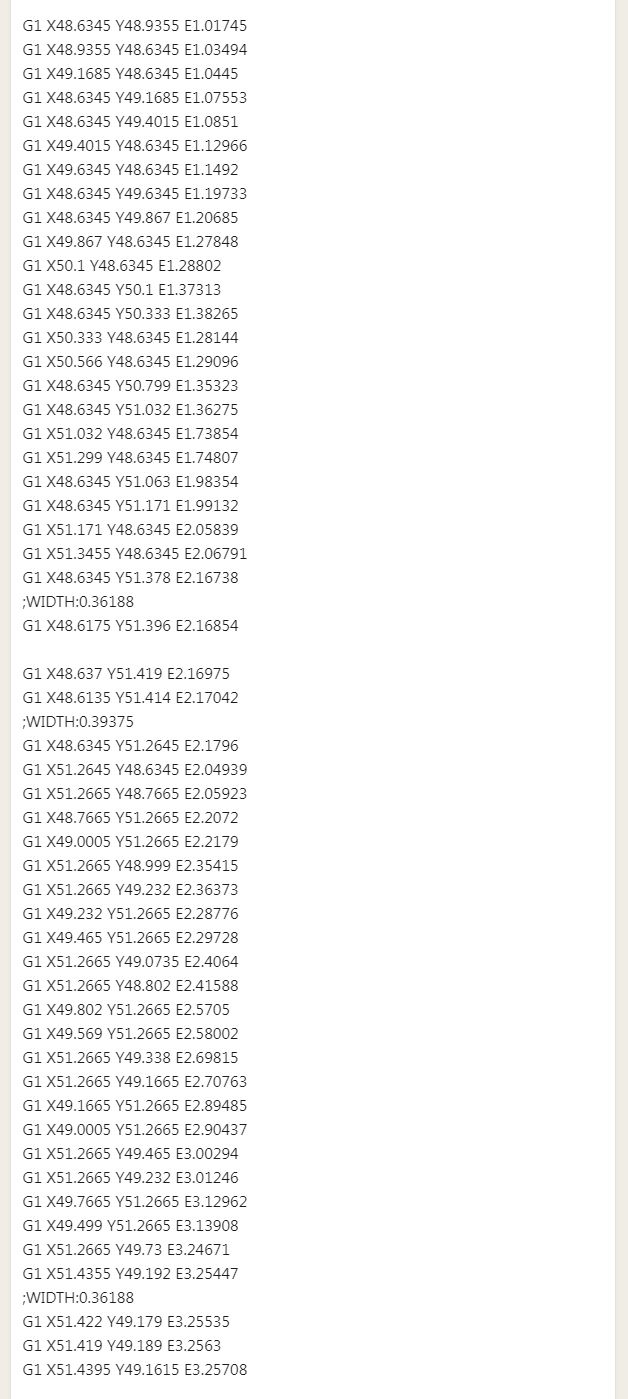 G1 X48.6345 Y48.9355 E1.01745
G1 X48.9355 Y48.6345 E1.03494
G1 X49.1685 Y48.6345 E1.0445
G1 X48.6345 Y49.1685 E1.07553
G1 X48.6345 Y49.4015 E1.0851
G1 X49.4015 Y48.6345 E1.12966
G1 X49.6345 Y48.6345 E1.1492
G1 X48.6345 Y49.6345 E1.19733
G1 X48.6345 Y49.867 E1.20685
G1 X49.867 Y48.6345 E1.27848
G1 X50.1 Y48.6345 E1.28802
G1 X48.6345 Y50.1 E1.37313
G1 X48.6345 Y50.333 E1.38265
G1 X50.333 Y48.6345 E1.28144
G1 X50.566 Y48.6345 E1.29096
G1 X48.6345 Y50.799 E1.35323
G1 X48.6345 Y51.032 E1.36275
G1 X51.032 Y48.6345 E1.73854
G1 X51.299 Y48.6345 E1.74807
G1 X48.6345 Y51.063 E1.98354
G1 X48.6345 Y51.171 E1.99132
G1 X51.171 Y48.6345 E2.05839
G1 X51.3455 Y48.6345 E2.06791
G1 X48.6345 Y51.378 E2.16738
;WIDTH:0.36188
G1 X48.6175 Y51.396 E2.16854
G1 X48.637 Y51.419 E2.16975
G1 X48.6135 Y51.414 E2.17042
;WIDTH:0.39375
G1 X48.6345 Y51.2645 E2.1796
G1 X51.2645 Y48.6345 E2.04939
G1 X51.2665 Y48.7665 E2.05923
G1 X48.7665 Y51.2665 E2.2072
G1 X49.0005 Y51.2665 E2.2179
G1 X51.2665 Y48.999 E2.35415
G1 X51.2665 Y49.232 E2.36373
G1 X49.232 Y51.2665 E2.28776
G1 X49.465 Y51.2665 E2.29728
G1 X51.2665 Y49.0735 E2.4064
G1 X51.2665 Y48.802 E2.41588
G1 X49.802 Y51.2665 E2.5705
G1 X49.569 Y51.2665 E2.58002
G1 X51.2665 Y49.338 E2.69815
G1 X51.2665 Y49.1665 E2.70763
G1 X49.1665 Y51.2665 E2.89485
G1 X49.0005 Y51.2665 E2.90437
G1 X51.2665 Y49.465 E3.00294
G1 X51.2665 Y49.232 E3.01246
G1 X49.7665 Y51.2665 E3.12962
G1 X49.499 Y51.2665 E3.13908
G1 X51.2665 Y49.73 E3.24671
G1 X51.4355 Y49.192 E3.25447
;WIDTH:0.36188
G1 X51.422 Y49.179 E3.25535
G1 X51.419 Y49.189 E3.2563
G1 X51.4395 Y49.1615 E3.25708